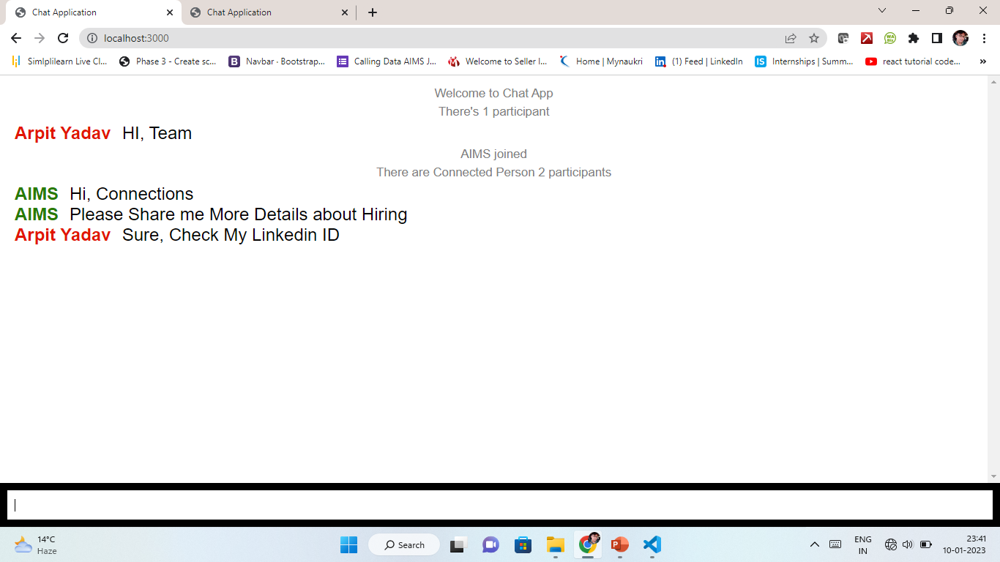 Chat Application
Chat Application
localhost:3000
SimIplilearn Live Cl...
Phase 3 - Create sc...
B
Navbar · Bootstrap...
Calling Data AIMS J...
Welcome to Seller I...
Home | Mynaukri
in
(1) Feed | LinkedIn
IS
Internships | Summ...
react tutorial code...
»
Welcome to Chat App
There's 1 participant
Arpit Yadav HI, Team
AIMS joined
There are Connected Person 2 participants
AIMS Hi, Connections
AIMS Please Share me More Details about Hiring
Arpit Yadav Sure, Check My Linkedin ID
14°C
Haze
Search
P
ENG
IN
23:41
10-01-2023